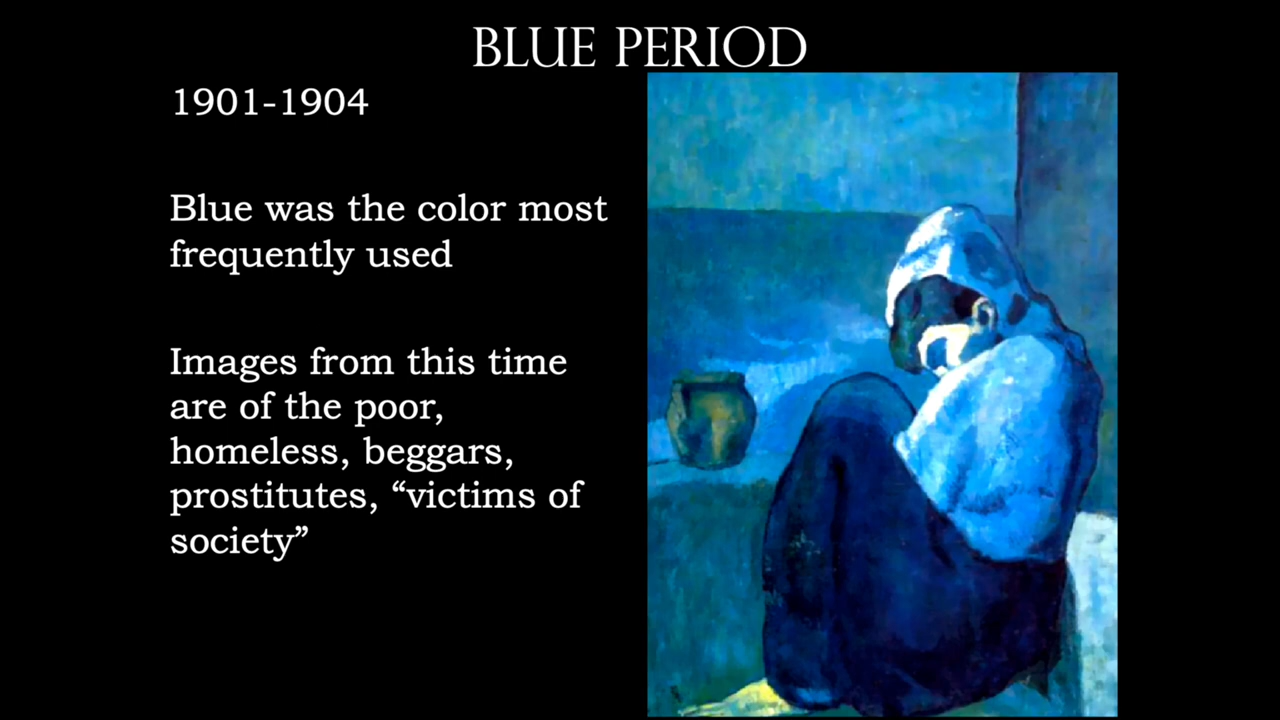 BLUE PERIOD
1901-1904
Blue was the color most
frequently used
Images from this time
are of the poor,
homeless, beggars,
prostitutes, “victims of
society”